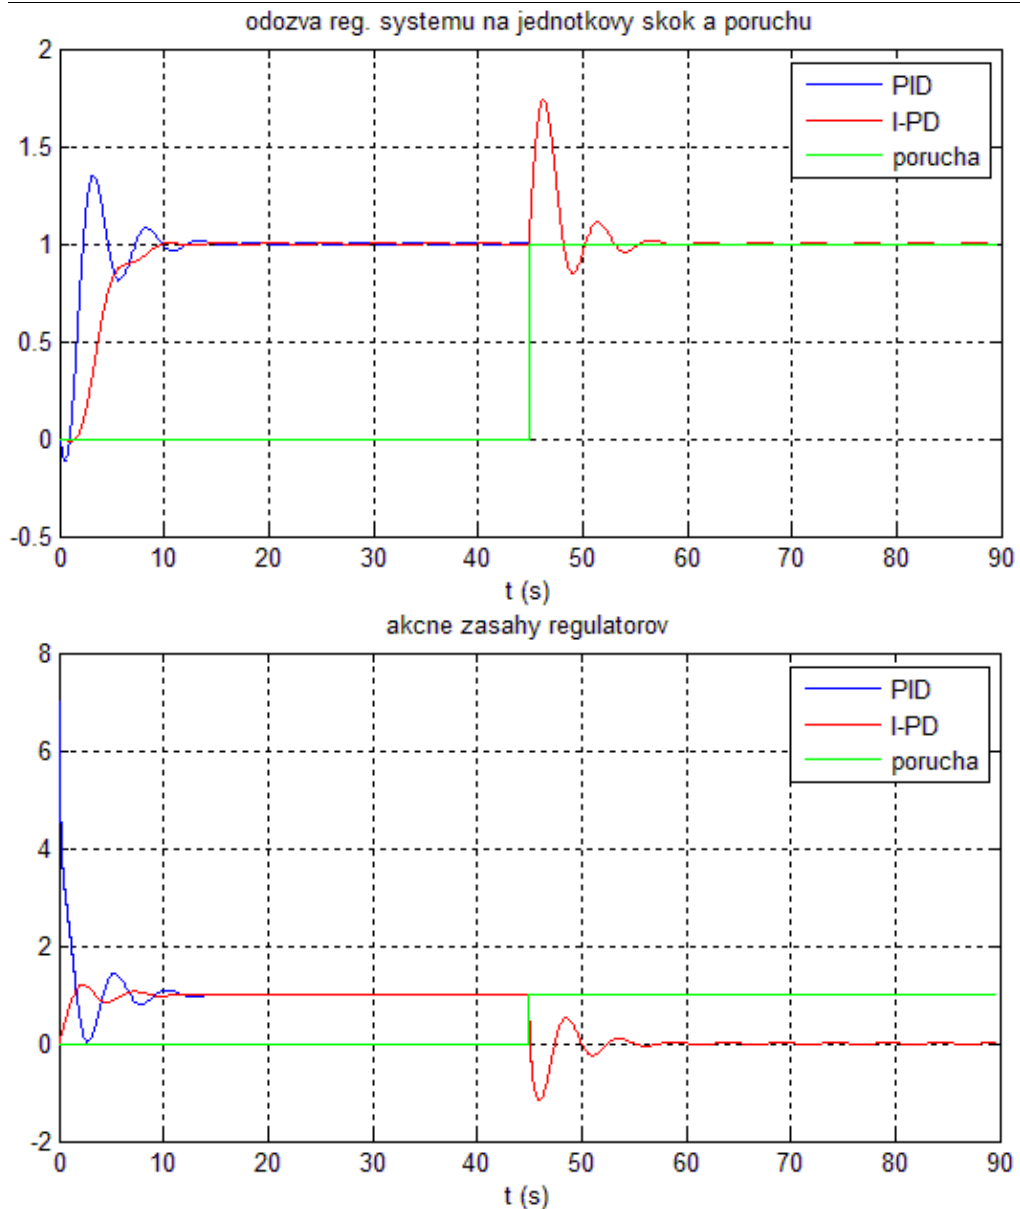 odozva reg. systemu na jednotkovy skok a poruchu
2
1.5
1
0.5
0
-0.5
PID
I-PD
porucha
0 10 20 30 40 50 60 70 80 90
t (s)
akcne zasahy regulatorov
8
6
4
2
0
-2
PID
I-PD
porucha
0 10 20 30 40 50 60 70 80 90
t (s)